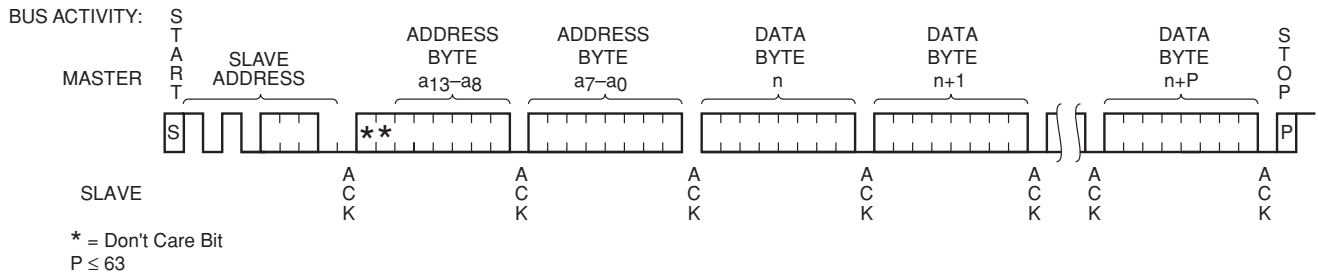 BUS ACTIVITY:
MASTER
START
SLAVE
ADDRESS
ADDRESS
BYTE
a13–a8
ADDRESS
BYTE
a7–a0
DATA
BYTE
n
DATA
BYTE
n+1
DATA
BYTE
n+P
STOP
S
* *
P
SLAVE
ACK
ACK
ACK
ACK
ACK
ACK
ACK
* = Don't Care Bit
P ≤ 63